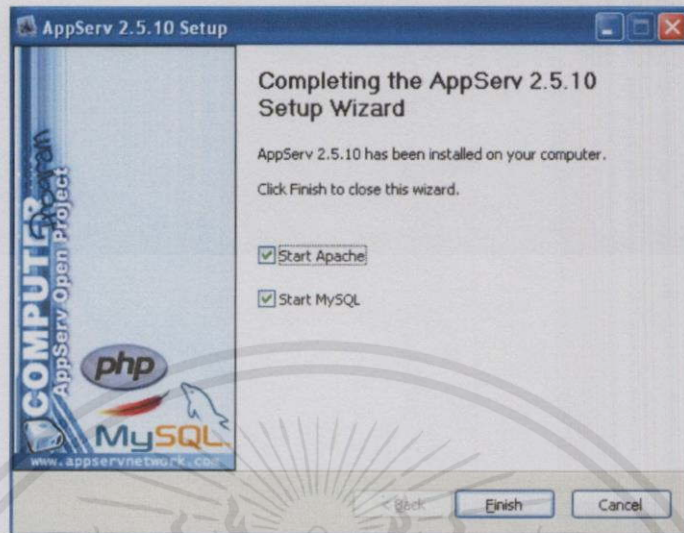 AppServ 2.5.10 Setup
Completing the AppServ 2.5.10
Setup Wizard
AppServ 2.5.10 has been installed on your computer.
Click Finish to close this wizard.
Start Apache
Start MySQL
COMPUTER
Program
AppServ Open Project
php
MySQL
www.appservnetwork.com
< Back
Finish
Cancel